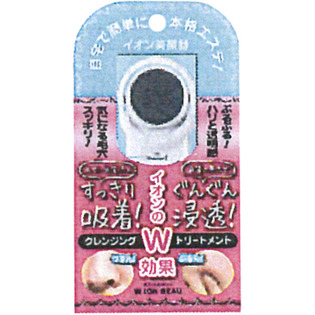 自宅で簡単に本格エステ!
イオン美顔器
ぷるぷる!
ハリと透明感
気になる毛穴
スッキリ!
イオンの
W
効果
すっきり
吸着!
クレンジング
ぐんぐん
浸透!
トリートメント
W ION BEAU